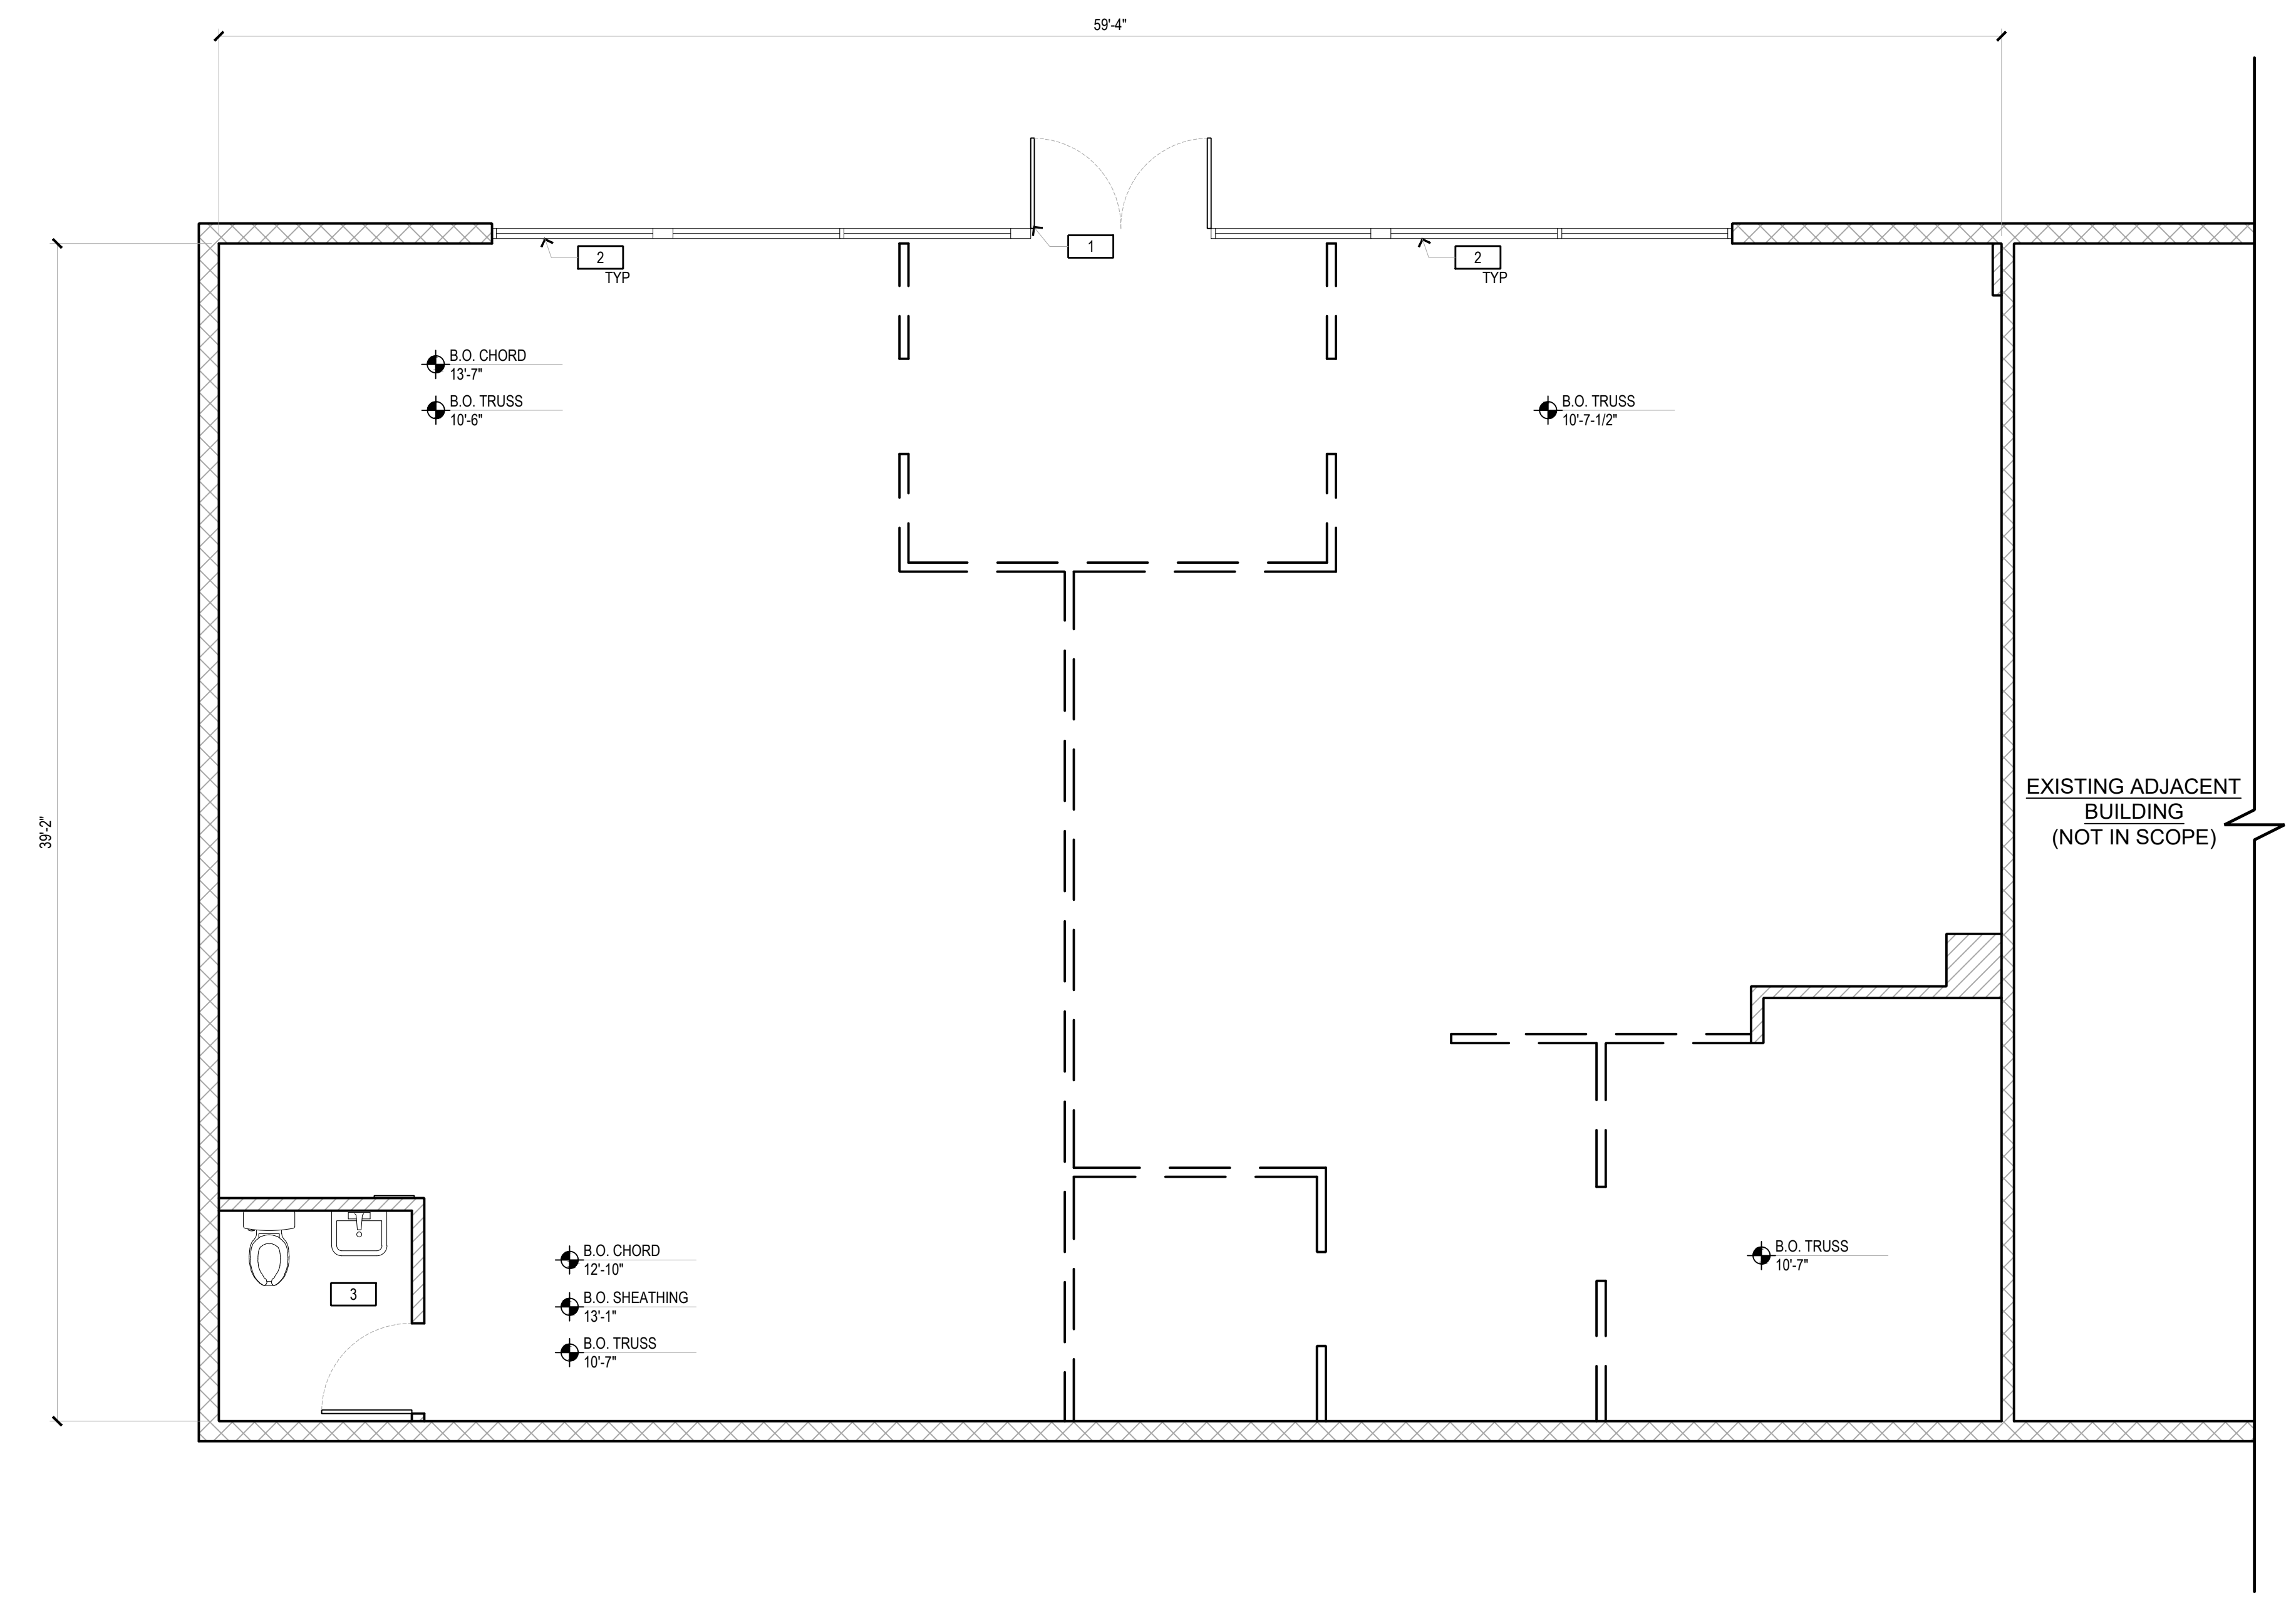 59'-4"
1
2
TYP
2
TYP
B.O. CHORD
13'-7"
B.O. TRUSS
10'-6"
B.O. TRUSS
10'-7-1/2"
EXISTING ADJACENT
BUILDING
(NOT IN SCOPE)
39'-2"
B.O. CHORD
12'-10"
B.O. SHEATHING
13'-1"
B.O. TRUSS
10'-7"
3
B.O. TRUSS
10'-7"